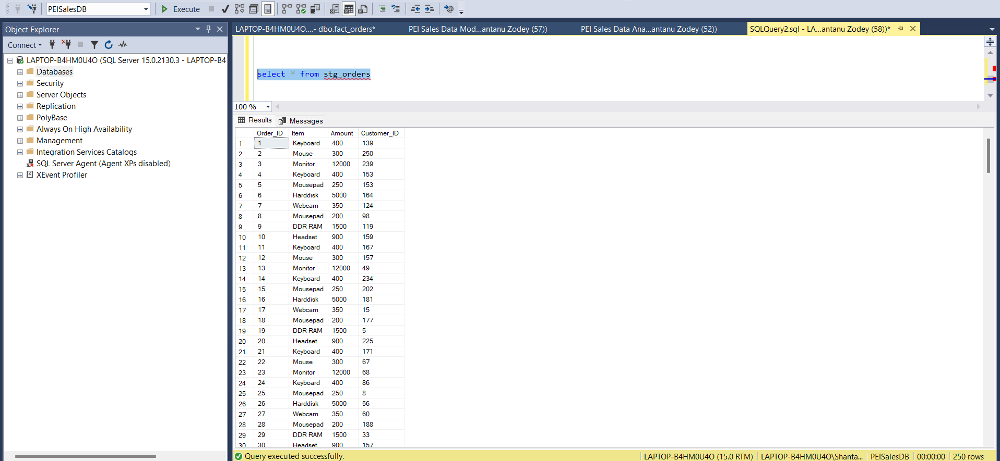 PEISalesDB Execute
Object Explorer
Connect
LAPTOP-B4HM0U4O (SQL Server 15.0.2130.3 - LAPTOP-B4
Databases
Security
Server Objects
Replication
PolyBase
Always On High Availability
Management
Integration Services Catalogs
SQL Server Agent (Agent XPs disabled)
XEvent Profiler
LAPTOP-B4HM0U4O....- dbo.fact_orders* PEI Sales Data Mod...antanu Zodey (57)) PEI Sales Data Ana...antanu Zodey (52)) SQLQuery2.sql - LA...antanu Zodey (58))*
select * from stg_orders
100 %
Results Messages
Order_ID Item Amount Customer_ID
1 1 Keyboard 400 139
2 2 Mouse 300 250
3 3 Monitor 12000 239
4 4 Keyboard 400 153
5 5 Mousepad 250 153
6 6 Harddisk 5000 164
7 7 Webcam 350 124
8 8 Mousepad 200 98
9 9 DDR RAM 1500 119
10 10 Headset 900 159
11 11 Keyboard 400 167
12 12 Mouse 300 157
13 13 Monitor 12000 49
14 14 Keyboard 400 234
15 15 Mousepad 250 202
16 16 Harddisk 5000 181
17 17 Webcam 350 15
18 18 Mousepad 200 177
19 19 DDR RAM 1500 5
20 20 Headset 900 225
21 21 Keyboard 400 171
22 22 Mouse 300 67
23 23 Monitor 12000 68
24 24 Keyboard 400 86
25 25 Mousepad 250 8
26 26 Harddisk 5000 56
27 27 Webcam 350 60
28 28 Mousepad 200 188
29 29 DDR RAM 1500 33
30 30 Headset 900 157
Query executed successfully. LAPTOP-B4HM0U4O (15.0 RTM) LAPTOP-B4HM0U4O\Shanta... PEISalesDB 00:00:00 250 rows